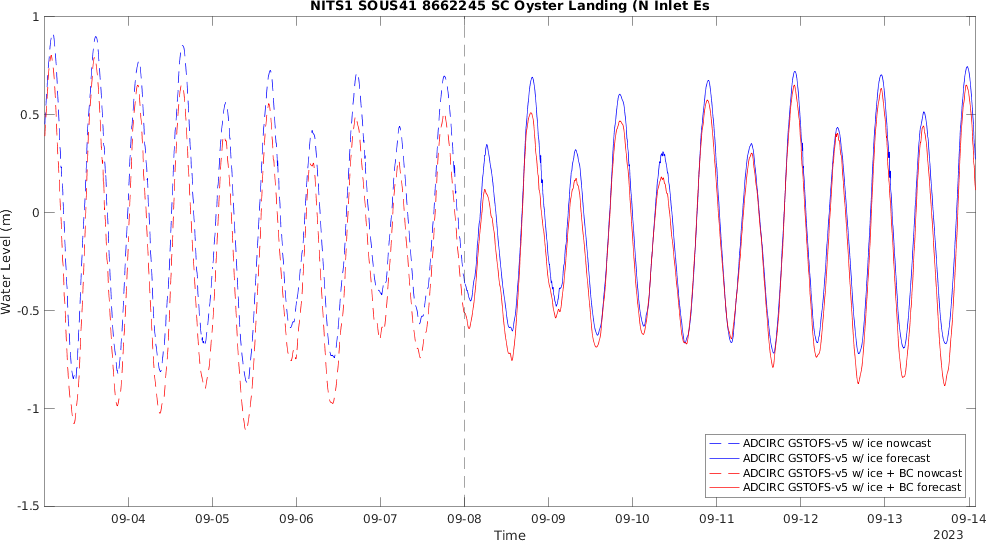 NITS1 SOUS41 8662245 SC Oyster Landing (N Inlet Es
1
0.5
0
-0.5
-1
-1.5
Water Level (m)
ADCIRC GSTOFS-v5 w/ ice nowcast
ADCIRC GSTOFS-v5 w/ ice forecast
ADCIRC GSTOFS-v5 w/ ice + BC nowcast
ADCIRC GSTOFS-v5 w/ ice + BC forecast
09-04 09-05 09-06 09-07 09-08 09-09 09-10 09-11 09-12 09-13 09-14
Time
2023